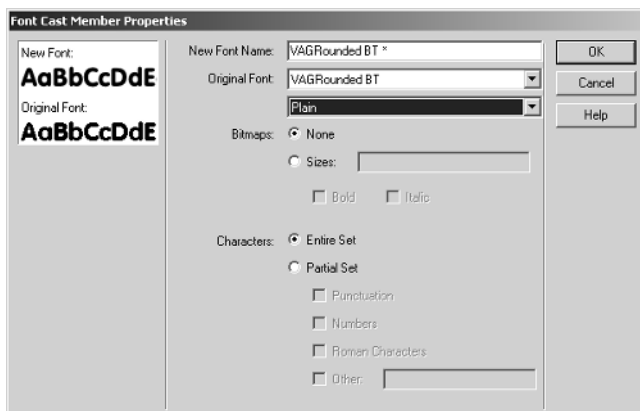 Font Cast Member Properties
New Font:
AaBbCcDdE
Original Font:
AaBbCcDdE
New Font Name: VAGRounded BT *
Original Font: VAGRounded BT
Plain
Bitmaps: None
Sizes:
Bold Italic
Characters: Entire Set
Partial Set
Punctuation
Numbers
Roman Characters
Other:
OK
Cancel
Help